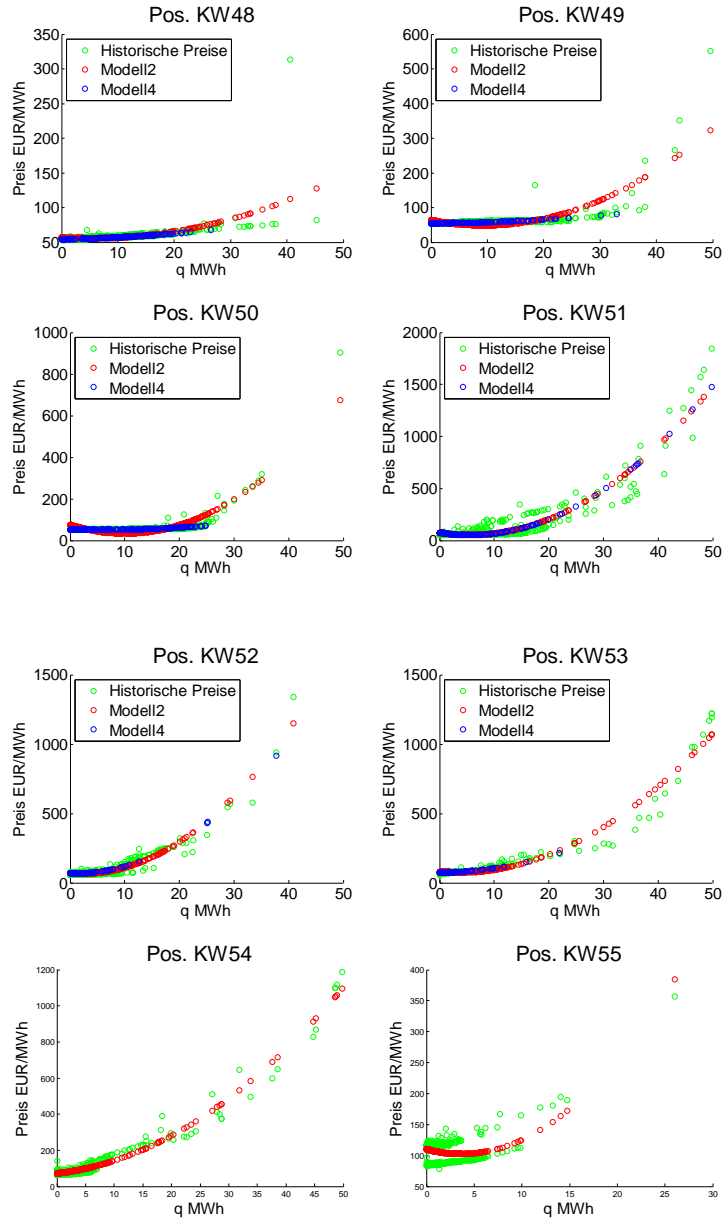 Pos. KW48
350
300
250
200
150
100
50
0 10 20 30 40 50
Preis EUR/MWh
q MWh
Historische Preise
Modell2
Modell4
Pos. KW49
600
500
400
300
200
100
0
0 10 20 30 40 50
Preis EUR/MWh
q MWh
Historische Preise
Modell2
Modell4
Pos. KW50
1000
800
600
400
200
0
0 10 20 30 40 50
Preis EUR/MWh
q MWh
Historische Preise
Modell2
Modell4
Pos. KW51
2000
1500
1000
500
0
0 10 20 30 40 50
Preis EUR/MWh
q MWh
Historische Preise
Modell2
Modell4
Pos. KW52
1500
1000
500
0
0 10 20 30 40 50
Preis EUR/MWh
q MWh
Historische Preise
Modell2
Modell4
Pos. KW53
1500
1000
500
0
0 10 20 30 40 50
Preis EUR/MWh
q MWh
Historische Preise
Modell2
Modell4
Pos. KW54
1200
1000
800
600
400
200
0
0 5 10 15 20 25 30 35 40 45 50
Preis EUR/MWh
q MWh
Pos. KW55
400
350
300
250
200
150
100
50
0 5 10 15 20 25 30
Preis EUR/MWh
q MWh